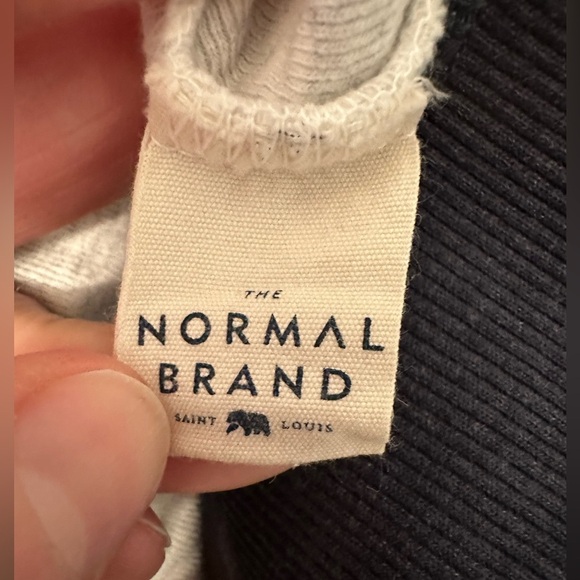 THE
NORMAL
BRAND
SAINT LOUIS